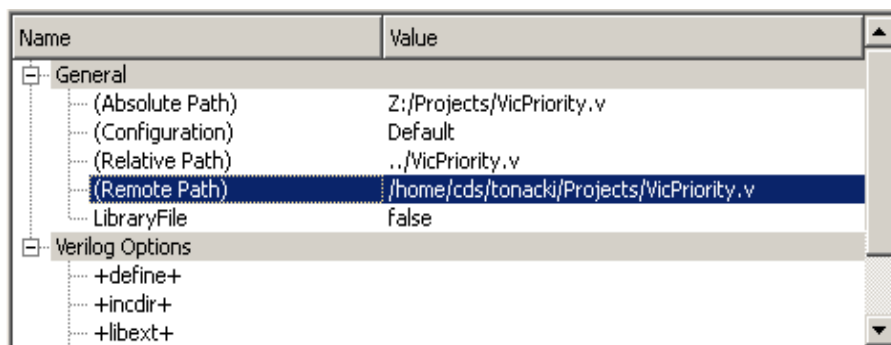 Name Value
General
(Absolute Path) Z:/Projects/VicPriority.v
(Configuration) Default
(Relative Path) ../VicPriority.v
(Remote Path) /home/cds/tonacki/Projects/VicPriority.v
LibraryFile false
Verilog Options
+define+
+incdir+
+libext+